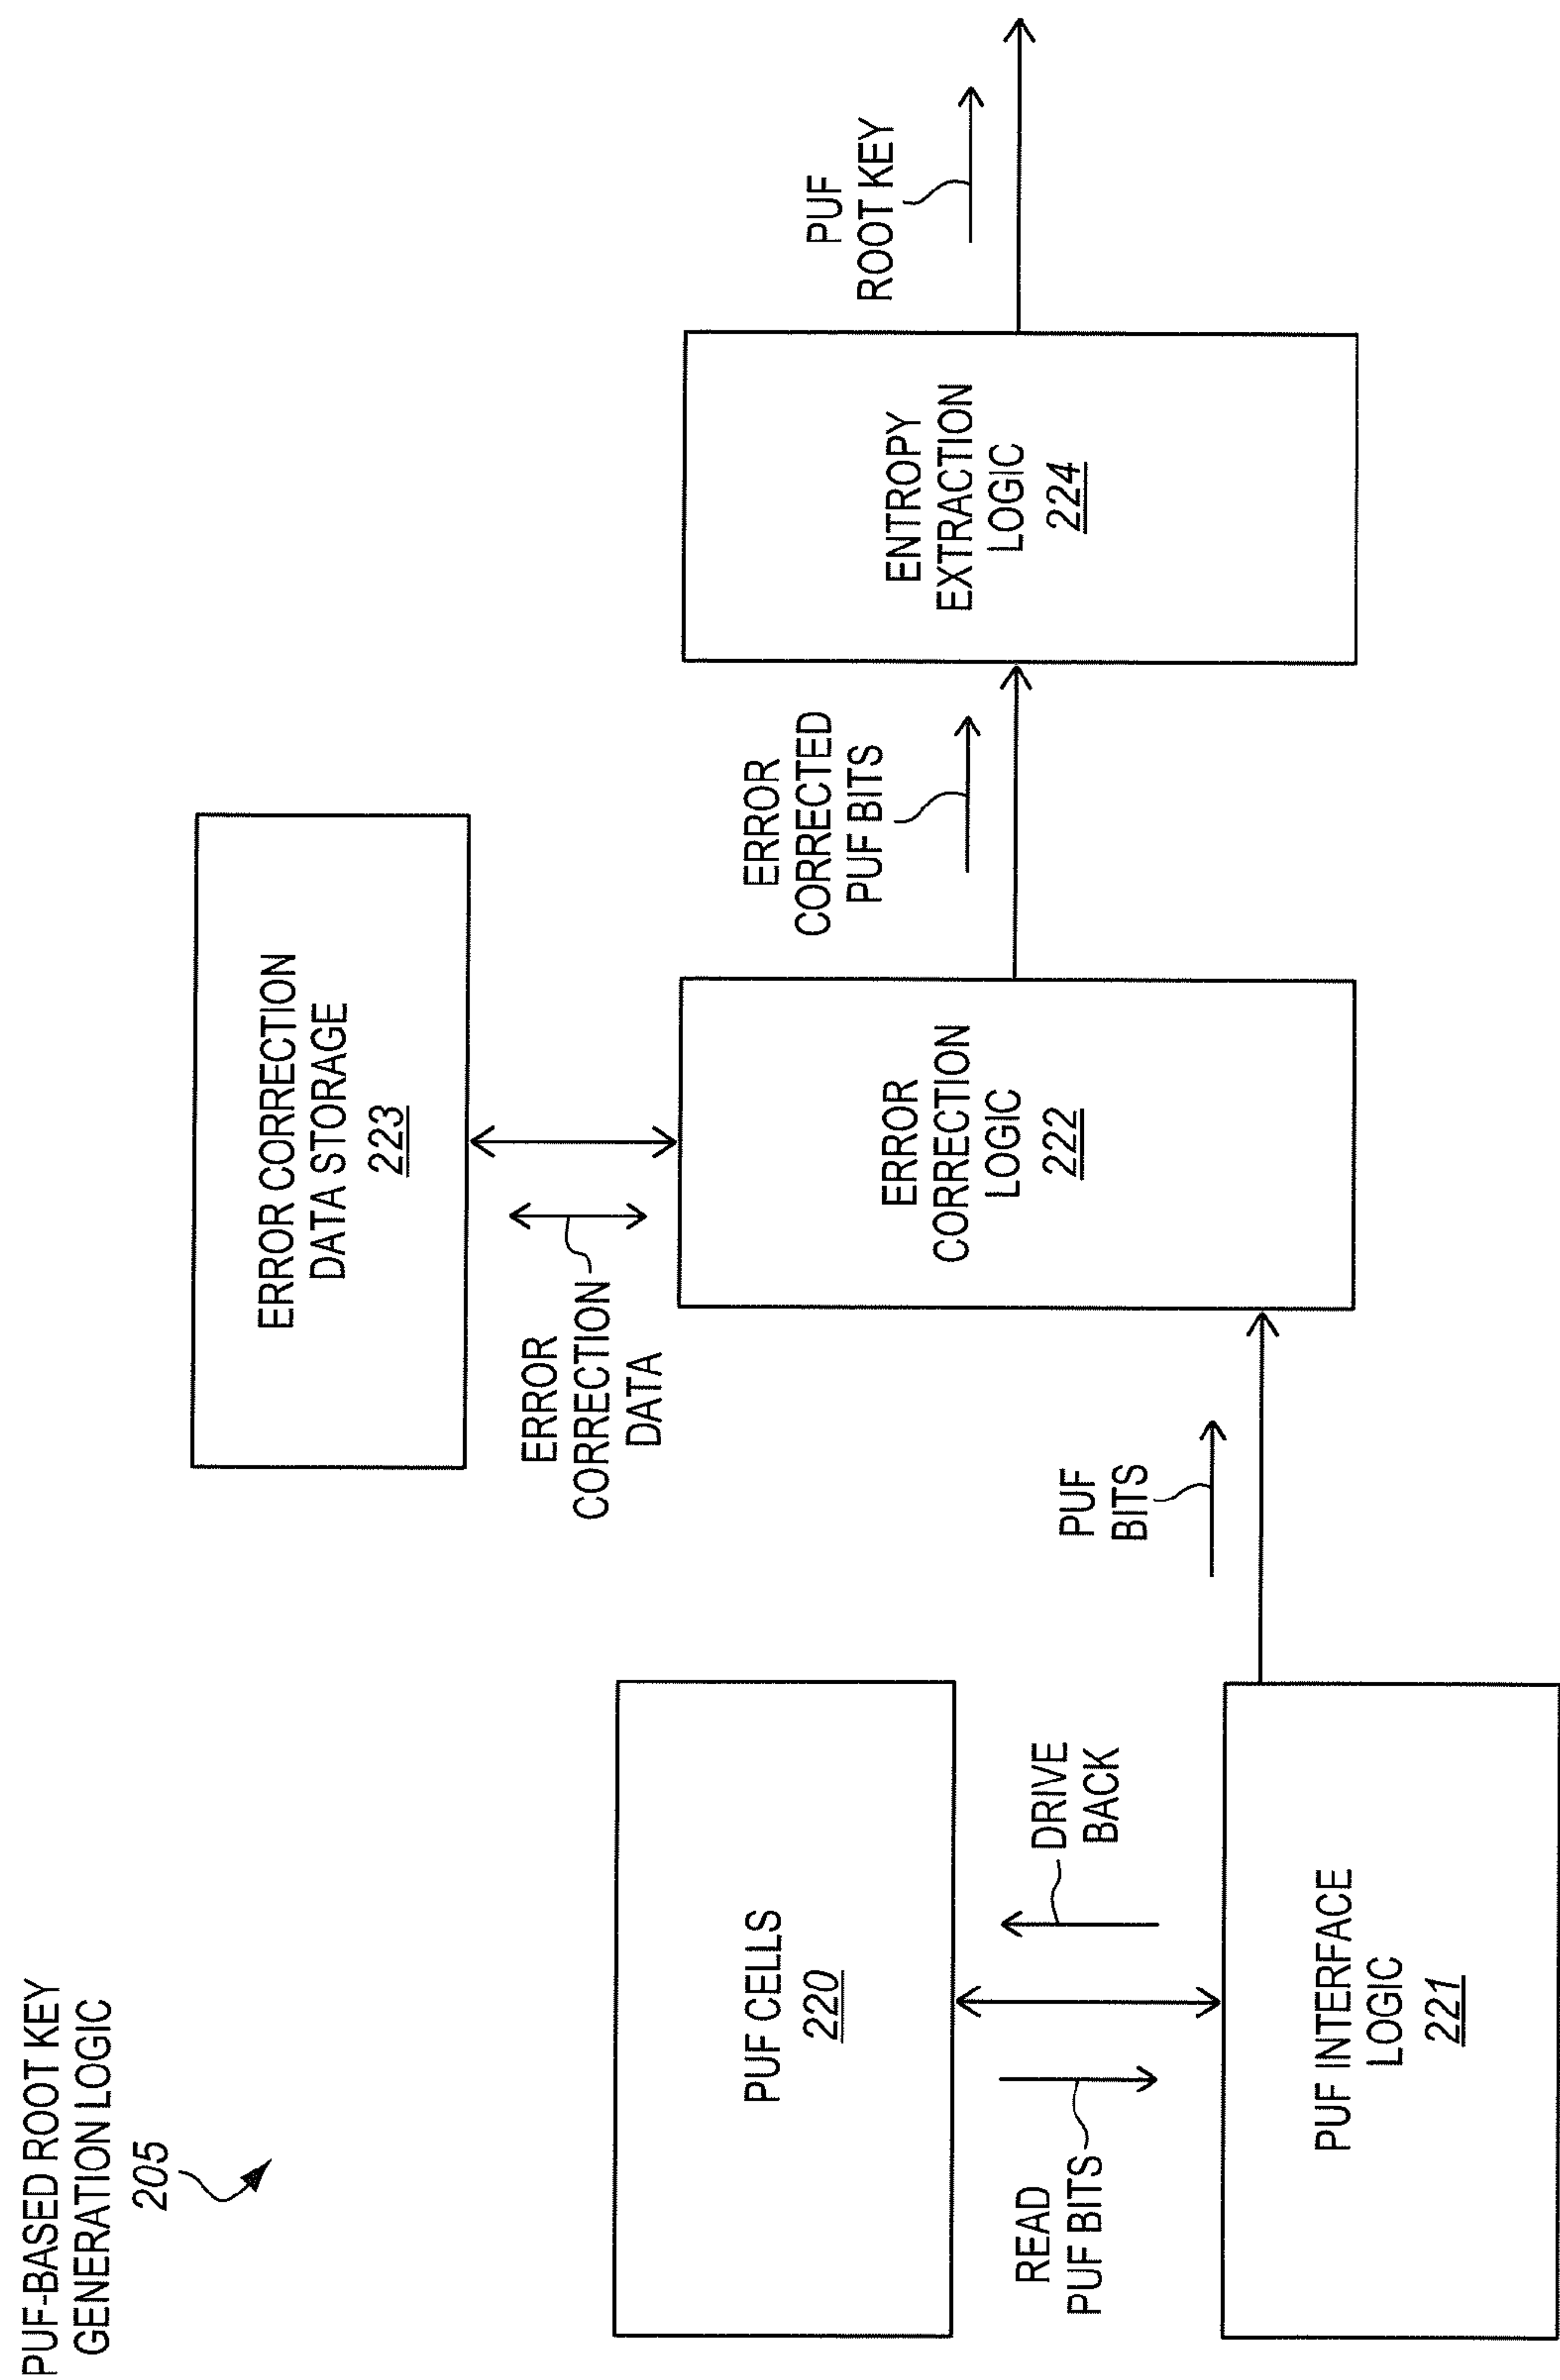 PUF-BASED ROOT KEY
GENERATION LOGIC
205
ERROR CORRECTION
DATA STORAGE
223
ERROR
CORRECTION
DATA
PUF CELLS
220
READ
PUF BITS
DRIVE
BACK
PUF INTERFACE
LOGIC
221
PUF
BITS
ERROR
CORRECTION
LOGIC
222
ERROR
CORRECTED
PUF BITS
ENTROPY
EXTRACTION
LOGIC
224
PUF
ROOT KEY